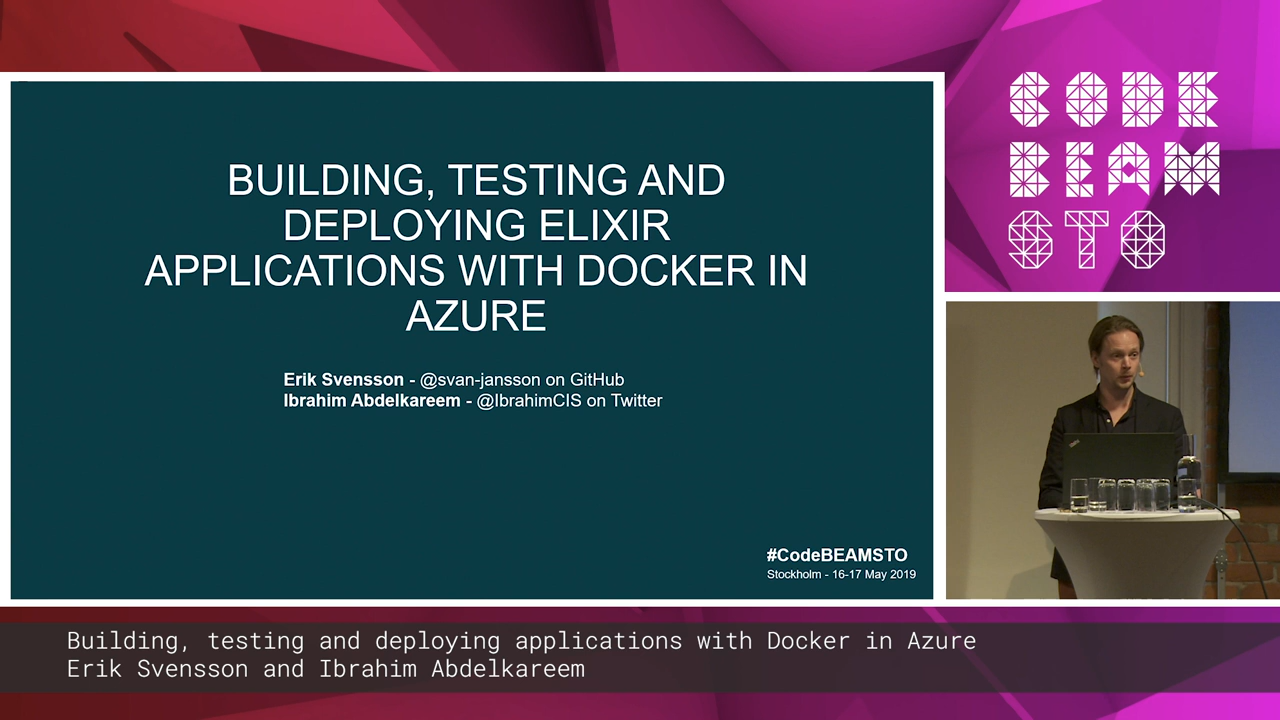 BUILDING, TESTING AND
DEPLOYING ELIXIR
APPLICATIONS WITH DOCKER IN
AZURE
Erik Svensson - @svan-jansson on GitHub
Ibrahim Abdelkareem - @IbrahimCIS on Twitter
#CodeBEAMSTO
Stockholm - 16-17 May 2019
CODE
BEAM
STO
Building, testing and deploying applications with Docker in Azure
Erik Svensson and Ibrahim Abdelkareem